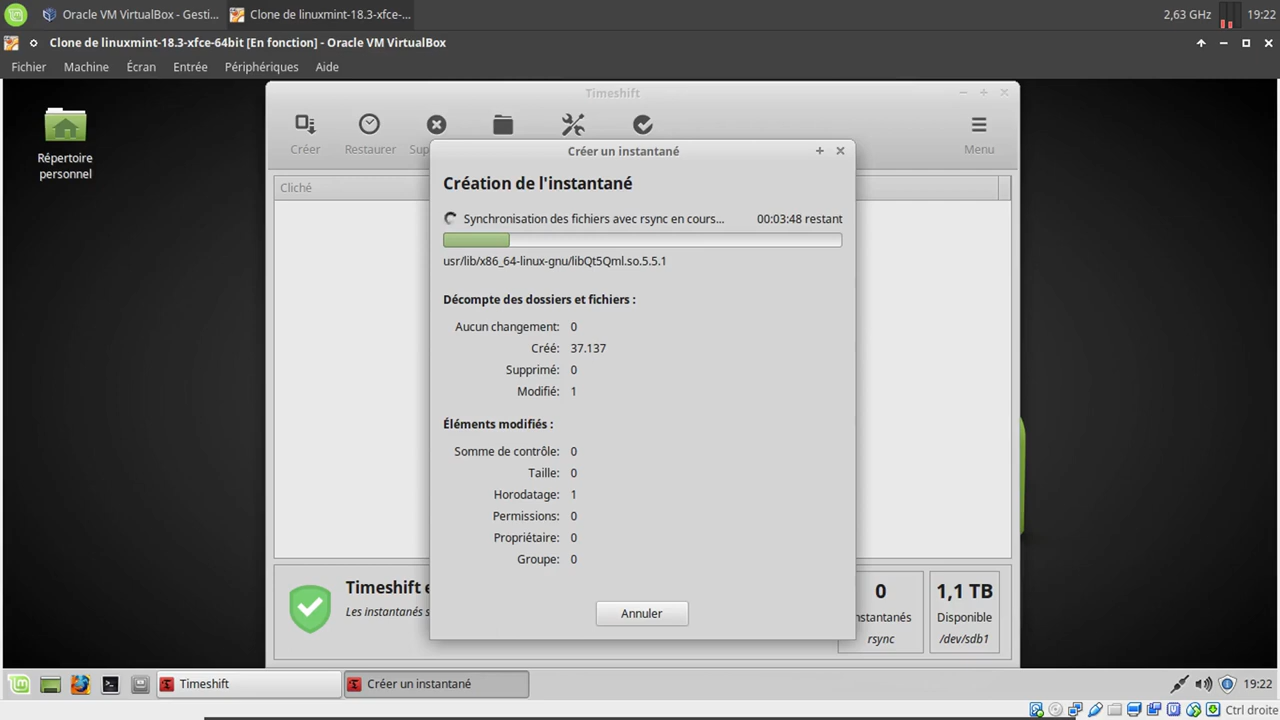 Oracle VM VirtualBox - Gesti...
Clone de linuxmint-18.3-xfce-...
2,63 GHz
19:22
Clone de linuxmint-18.3-xfce-64bit [En fonction] - Oracle VM VirtualBox
Fichier Machine Écran Entrée Périphériques Aide
Répertoire
personnel
Timeshift
Créer Restaurer Sup Menu
Cliché
Créer un instantané
Création de l'instantané
Synchronisation des fichiers avec rsync en cours... 00:03:48 restant
usr/lib/x86_64-linux-gnu/libQt5Qml.so.5.5.1
Décompte des dossiers et fichiers :
Aucun changement: 0
Créé: 37.137
Supprimé: 0
Modifié: 1
Éléments modifiés :
Somme de contrôle: 0
Taille: 0
Horodatage: 1
Permissions: 0
Propriétaire: 0
Groupe: 0
Annuler
Timeshift e
Les instantanés s
0
nstantanés
rsync
1,1 TB
Disponible
/dev/sdb1
Timeshift
Créer un instantané
19:22
Ctrl droite